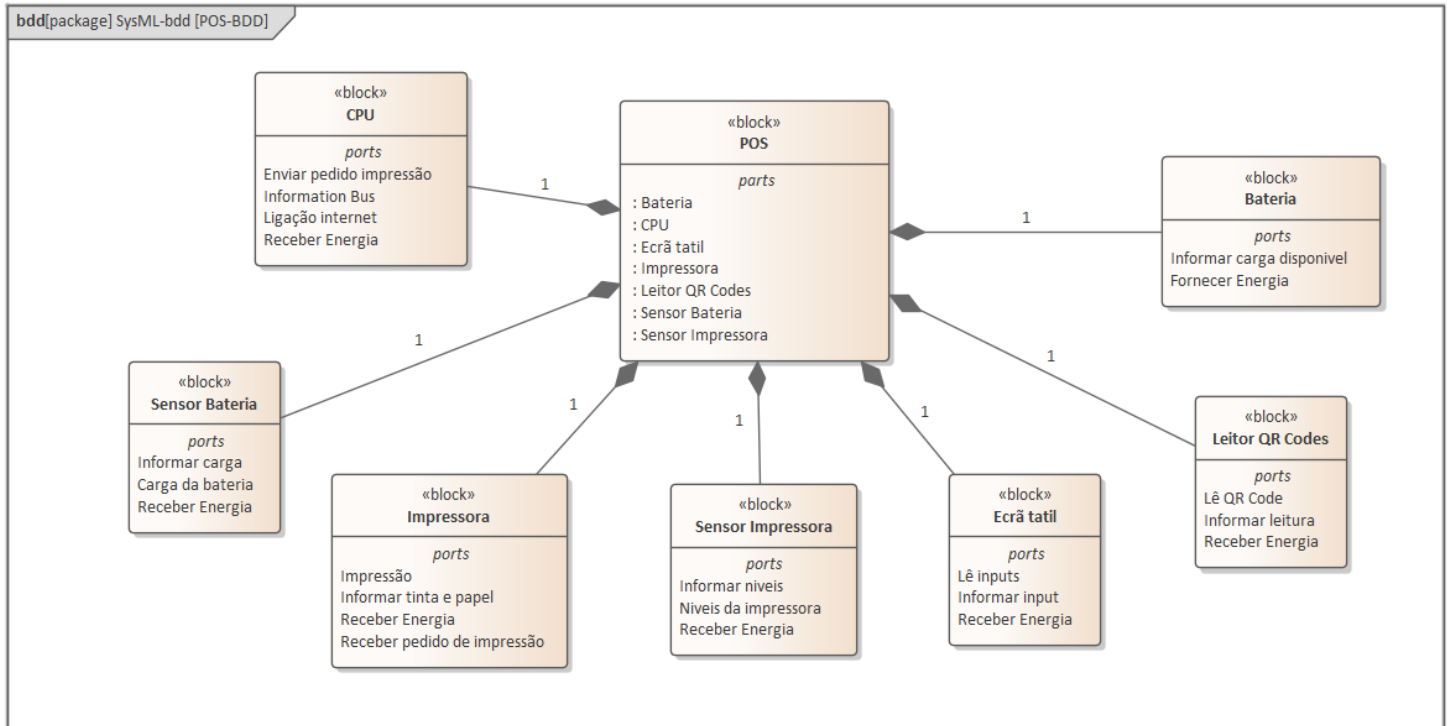 bdd[package] SysML-bdd [POS-BDD]
«block»
CPU
ports
Enviar pedido impressão
Information Bus
Ligação internet
Receber Energia
1
«block»
POS
parts
: Bateria
: CPU
: Ecrã tatil
: Impressora
: Leitor QR Codes
: Sensor Bateria
: Sensor Impressora
1
«block»
Bateria
ports
Informar carga disponivel
Fornecer Energia
1
«block»
Sensor Bateria
ports
Informar carga
Carga da bateria
Receber Energia
1
«block»
Impressora
ports
Impressão
Informar tinta e papel
Receber Energia
Receber pedido de impressão
1
«block»
Sensor Impressora
ports
Informar niveis
Niveis da impressora
Receber Energia
1
«block»
Ecrã tatil
ports
Lê inputs
Informar input
Receber Energia
1
«block»
Leitor QR Codes
ports
Lê QR Code
Informar leitura
Receber Energia